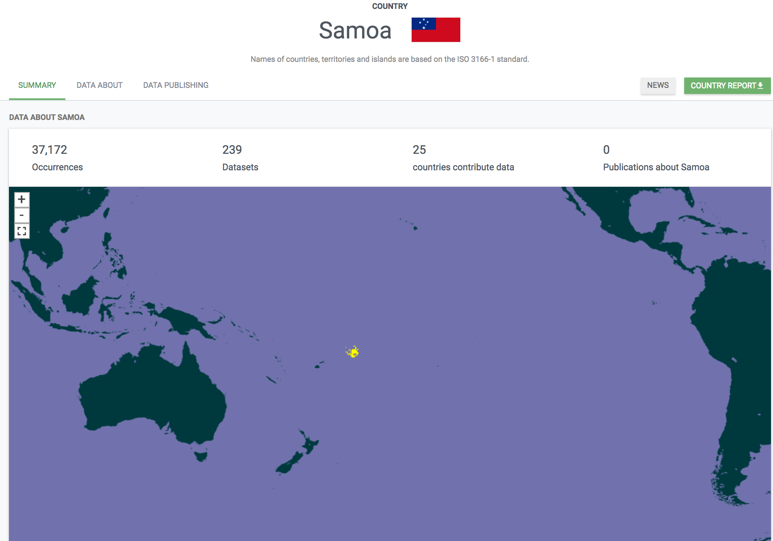 COUNTRY
Samoa
Names of countries, territories and islands are based on the ISO 3166-1 standard.
SUMMARY DATA ABOUT DATA PUBLISHING NEWS COUNTRY REPORT
DATA ABOUT SAMOA
37,172 239 25 0
Occurrences Datasets countries contribute data Publications about Samoa
+
-